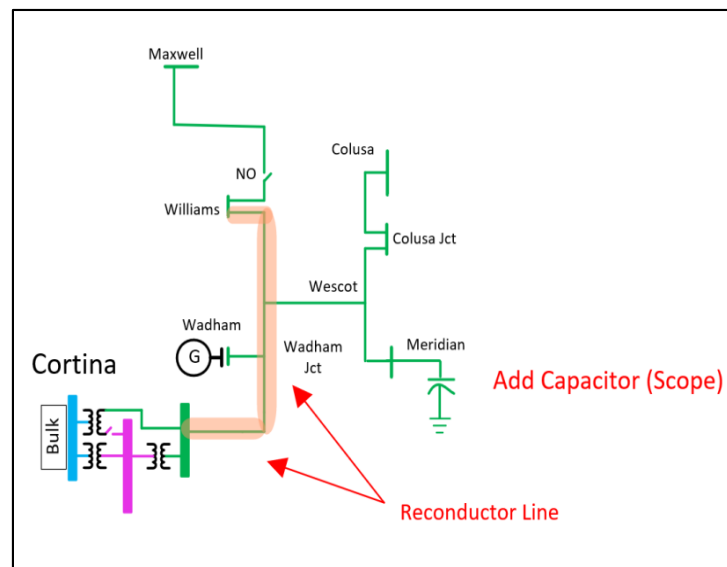 Maxwell
NO
Colusa
Williams
Colusa Jct
Wescot
Wadham
G
Wadham
Jct
Meridian
Cortina
Bulk
Add Capacitor (Scope)
Reconductor Line